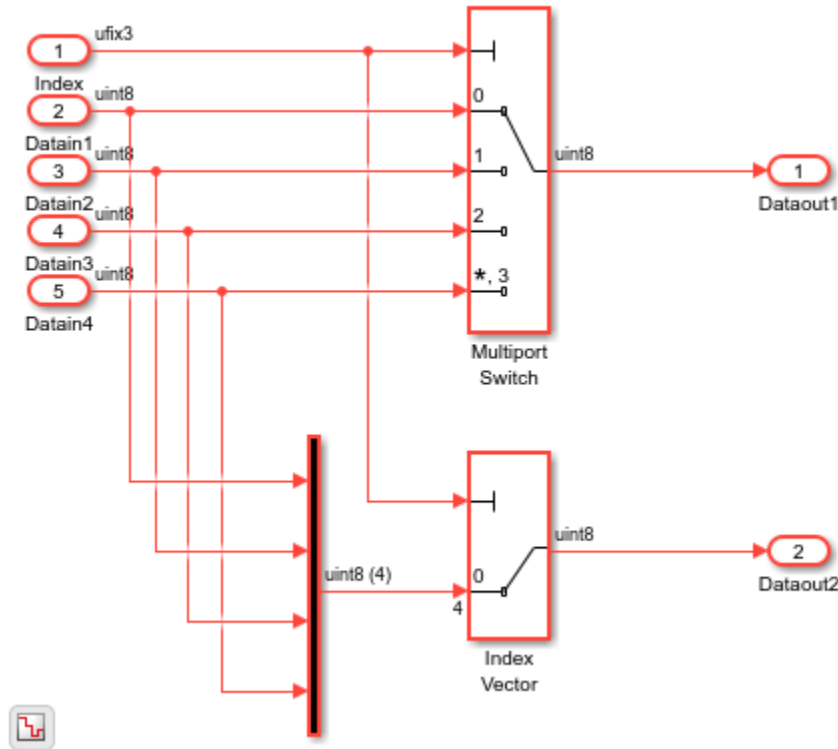 1
ufix3
Index
2
uint8
Datain1
3
uint8
Datain2
4
uint8
Datain3
5
uint8
Datain4
0
1
2
*, 3
Multiport
Switch
uint8
1
Dataout1
uint8 (4)
0
4
Index
Vector
uint8
2
Dataout2